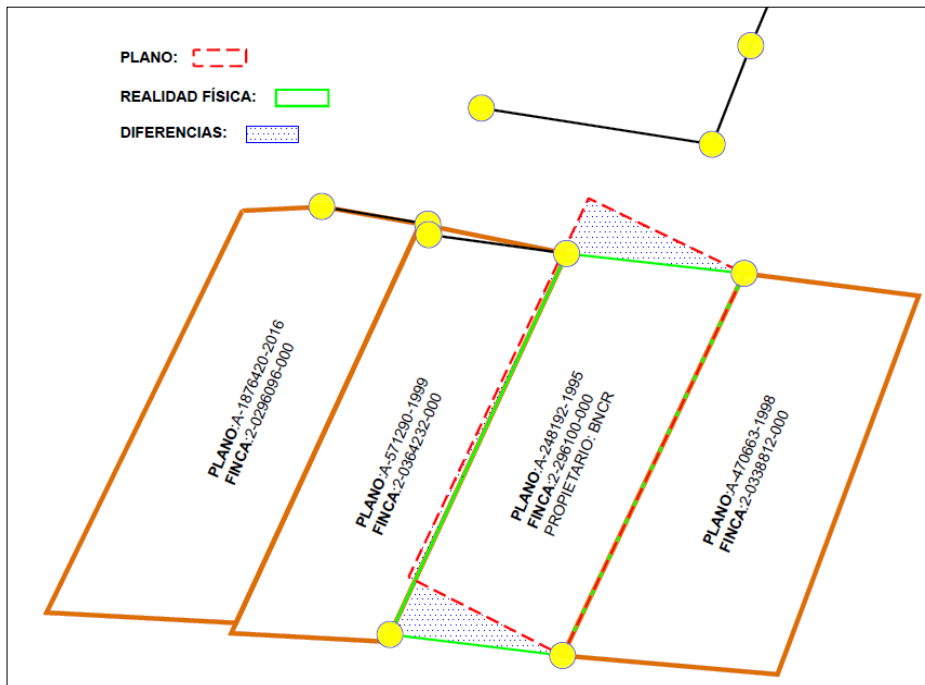 PLANO:
REALIDAD FÍSICA:
DIFERENCIAS:
PLANO:A-1876420-2016
FINCA:2-0296096-000
PLANO:A-571290-1999
FINCA:2-0364232-000
PLANO:A-248192-1995
FINCA:2-296100-000
PROPIETARIO: BNCR
PLANO:A-470663-1998
FINCA:2-0338812-000